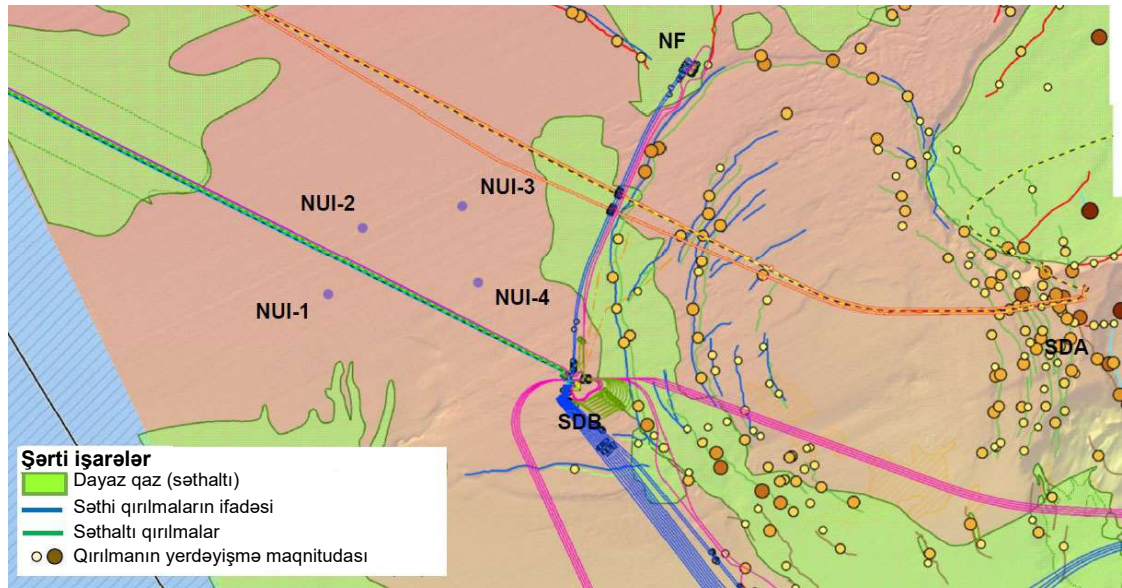 NF
NUI-3
NUI-2
NUI-4
NUI-1
SDA
SDB
Şərti işarələr
Dayaz qaz (səthaltı)
Səthi qırılmaların ifadəsi
Səthaltı qırılmalar
Qırılmanın yerdəyişmə maqnitudası